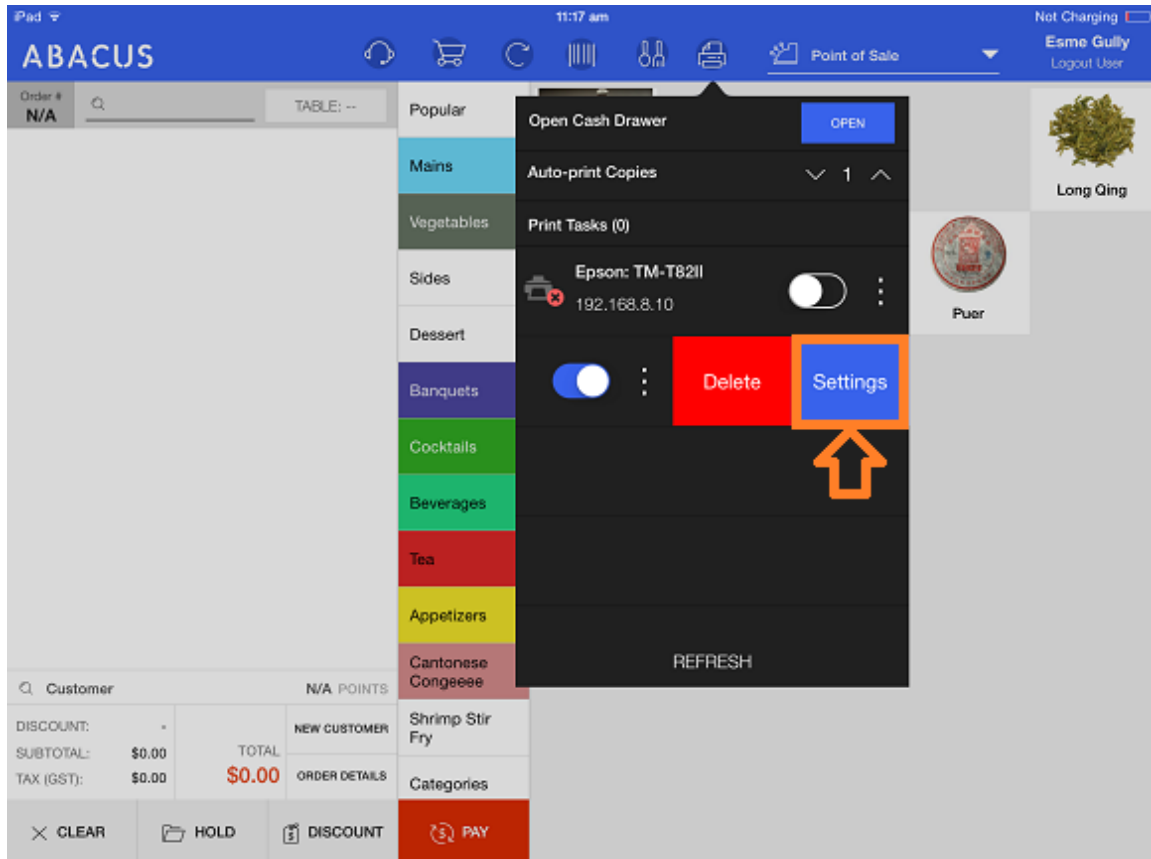 iPad
11:17 am
Not Charging
ABACUS
Point of Sale
Esme Gully
Logout User
Order #
N/A
TABLE: --
Popular
Mains
Vegetables
Sides
Dessert
Banquets
Cocktails
Beverages
Tea
Appetizers
Cantonese
Congeeee
Shrimp Stir
Fry
Categories
Open Cash Drawer
OPEN
Auto-print Copies
1
Print Tasks (0)
Epson: TM-T82II
192.168.8.10
Delete
Settings
REFRESH
Long Qing
Puer
Customer
N/A POINTS
DISCOUNT: -
SUBTOTAL: $0.00
TAX (GST): $0.00
TOTAL
$0.00
NEW CUSTOMER
ORDER DETAILS
CLEAR
HOLD
DISCOUNT
PAY